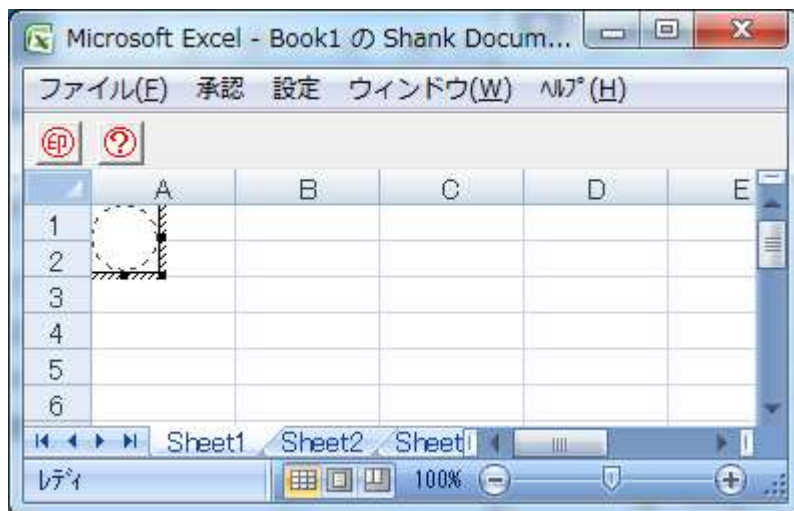 Microsoft Excel - Book1 の Shank Docum...
ファイル(F) 承認 設定 ウィンドウ(W) ﾍﾙﾌﾟ(H)
印 ?
A B C D E
1
2
3
4
5
6
Sheet1 Sheet2 Sheet
ﾚﾃﾞｨ 100%